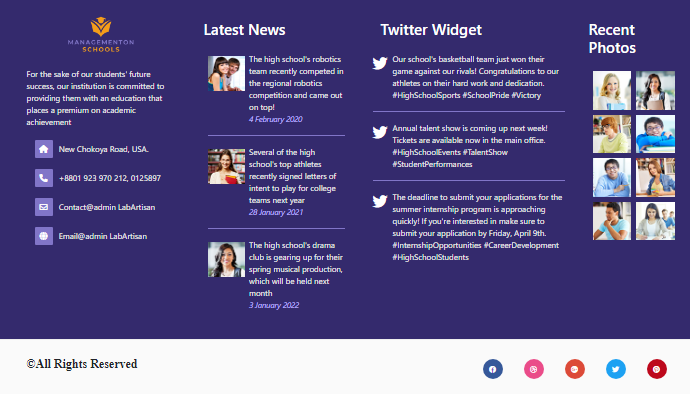 MANAGEMENTON
SCHOOLS
For the sake of our students' future
success, our institution is committed to
providing them with an education that
places a premium on academic
achievement
New Chokoya Road, USA.
+8801 923 970 212, 0125897
Contact@admin LabArtisan
Email@admin LabArtisan
Latest News
The high school's robotics
team recently competed in
the regional robotics
competition and came out
on top!
4 February 2020
Several of the high
school's top athletes
recently signed letters of
intent to play for college
teams next year
28 January 2021
The high school's drama
club is gearing up for their
spring musical production,
which will be held next
month
3 January 2022
Twitter Widget
Our school's basketball team just won their
game against our rivals! Congratulations to our
athletes on their hard work and dedication.
#HighSchoolSports #SchoolPride #Victory
Annual talent show is coming up next week!
Tickets are available now in the main office.
#HighSchoolEvents #TalentShow
#StudentPerformances
The deadline to submit your applications for the
summer internship program is approaching
quickly! If you're interested in make sure to
submit your application by Friday, April 9th.
#InternshipOpportunities #CareerDevelopment
#HighSchoolStudents
Recent
Photos
©All Rights Reserved